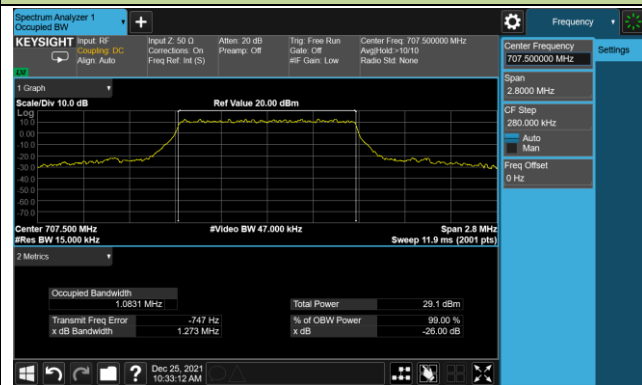 Spectrum Analyzer 1
Occupied BW
Frequency
KEYSIGHT
Input: RF
Coupling: DC
Align: Auto
Input Z: 50 Ω
Corrections: On
Freq Ref: Int (S)
Atten: 20 dB
Preamp: Off
Trig: Free Run
Gate: Off
#IF Gain: Low
Center Freq: 707.500000 MHz
Avg|Hold:>10/10
Radio Std: None
Center Frequency
707.500000 MHz
Settings
Span
2.8000 MHz
CF Step
280.000 kHz
Auto
Man
Freq Offset
0 Hz
1 Graph
Scale/Div 10.0 dB
Ref Value 20.00 dBm
Log
10.0
0.00
-10.0
-20.0
-30.0
-40.0
-50.0
-60.0
-70.0
Center 707.500 MHz
#Video BW 47.000 kHz
Span 2.8 MHz
#Res BW 15.000 kHz
Sweep 11.9 ms (2001 pts)
2 Metrics
Occupied Bandwidth
1.0831 MHz
Total Power 29.1 dBm
Transmit Freq Error -747 Hz
% of OBW Power 99.00 %
x dB Bandwidth 1.273 MHz
x dB -26.00 dB
?
Dec 25, 2021
10:33:12 AM